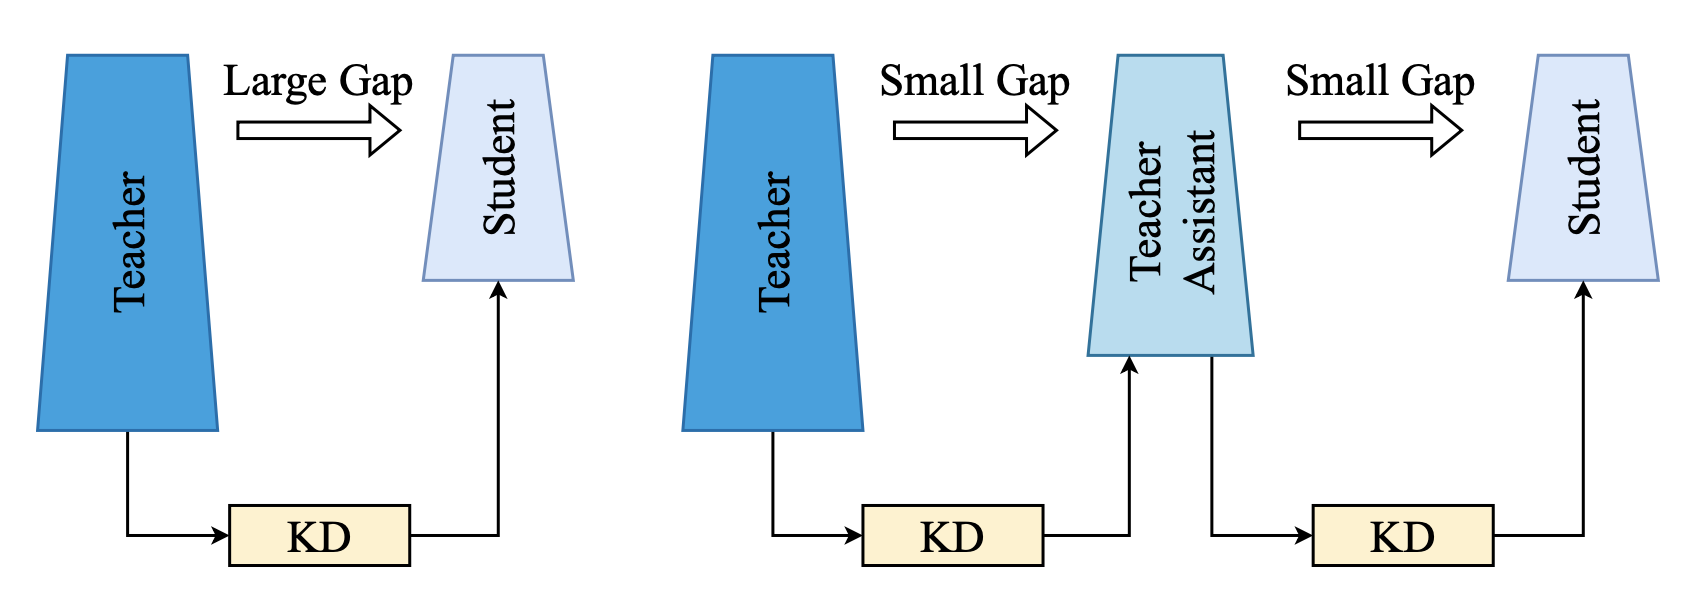 Large Gap
Teacher
Student
KD
Small Gap
Small Gap
Teacher
Teacher
Assistant
Student
KD
KD